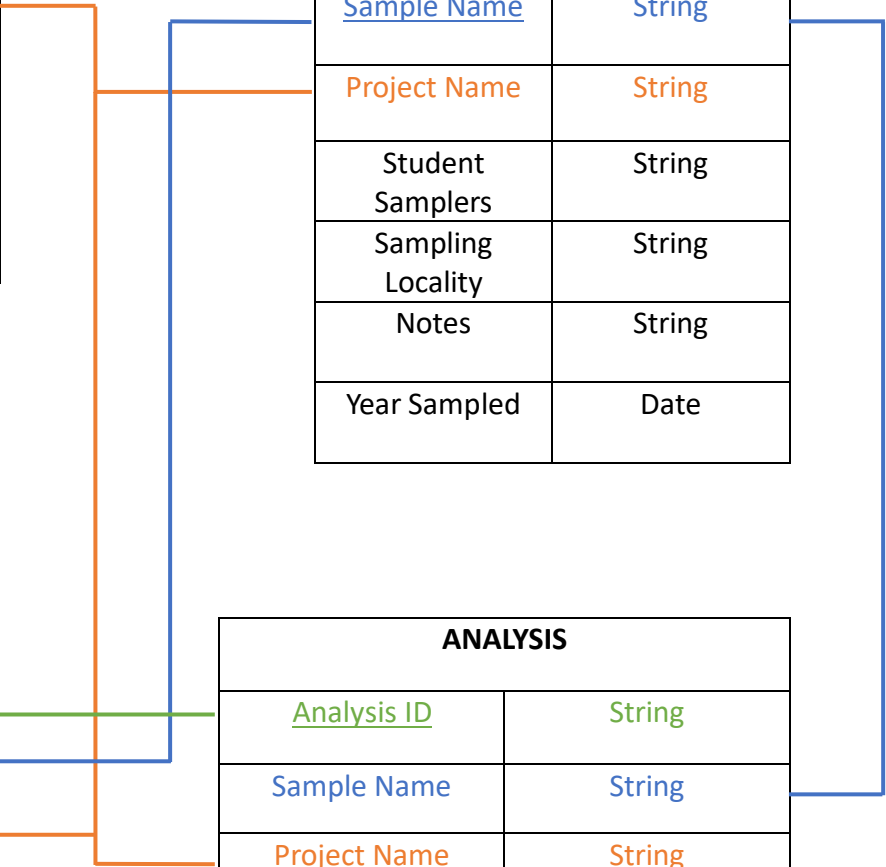 Sample Name String
Project Name String
Student String
Samplers
Sampling String
Locality
Notes String
Year Sampled Date
ANALYSIS
Analysis ID String
Sample Name String
Project Name String